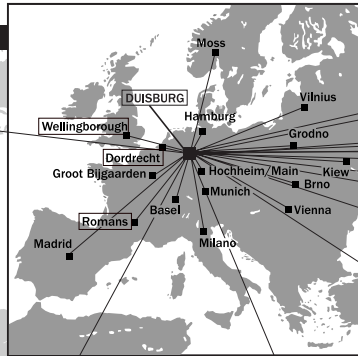 Moss
DUISBURG
Vilnius
Hamburg
Wellingborough
Grodno
Dordrecht
Groot Bijgaarden
Hochheim/Main
Kiew
Munich
Brno
Basel
Vienna
Romans
Milano
Madrid